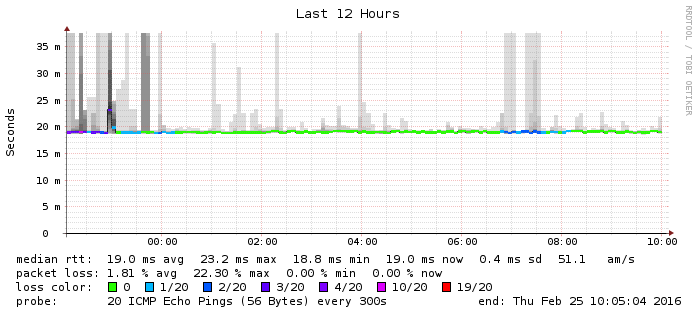 Last 12 Hours
RRDTOOL / TOBI OETIKER
Seconds
35 m
30 m
25 m
20 m
15 m
10 m
5 m
0
00:00 02:00 04:00 06:00 08:00 10:00
median rtt: 19.0 ms avg 23.2 ms max 18.8 ms min 19.0 ms now 0.4 ms sd 51.1 am/s
packet loss: 1.81 % avg 22.30 % max 0.00 % min 0.00 % now
loss color: 0 1/20 2/20 3/20 4/20 10/20 19/20
probe: 20 ICMP Echo Pings (56 Bytes) every 300s end: Thu Feb 25 10:05:04 2016